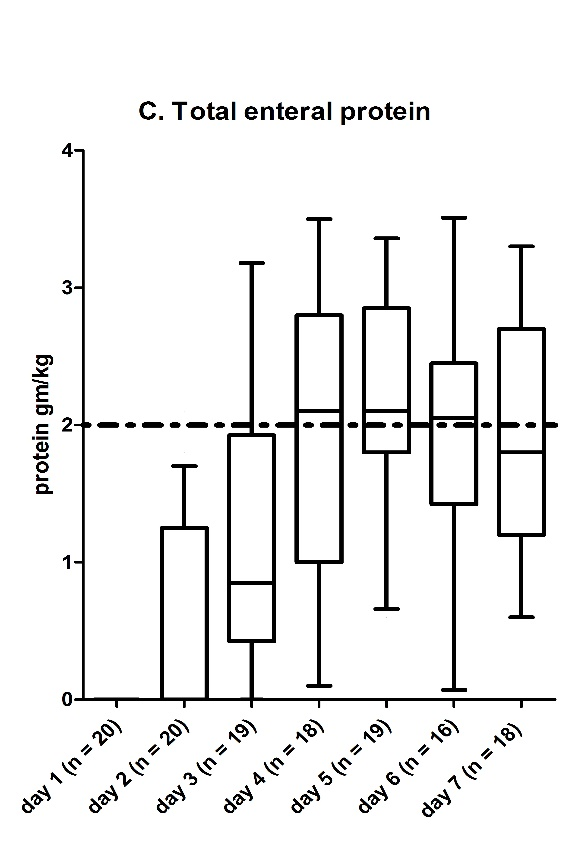 C. Total enteral protein
protein gm/kg
4
3
2
1
0
day 1 (n = 20)
day 2 (n = 20)
day 3 (n = 19)
day 4 (n = 18)
day 5 (n = 19)
day 6 (n = 16)
day 7 (n = 18)